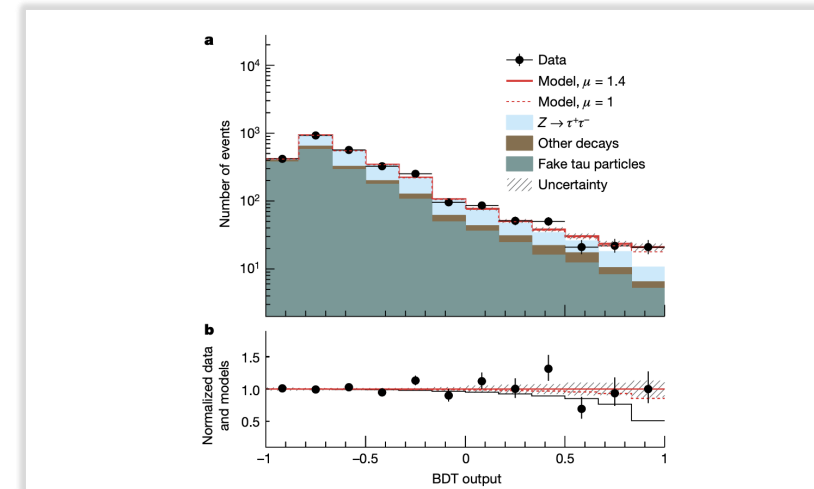 a
10⁴
10³
10²
10¹
Number of events
Data
Model, μ = 1.4
Model, μ = 1
Z → τ⁺τ⁻
Other decays
Fake tau particles
Uncertainty
b
1.5
1.0
0.5
Normalized data
and models
−1
−0.5
0
0.5
1
BDT output